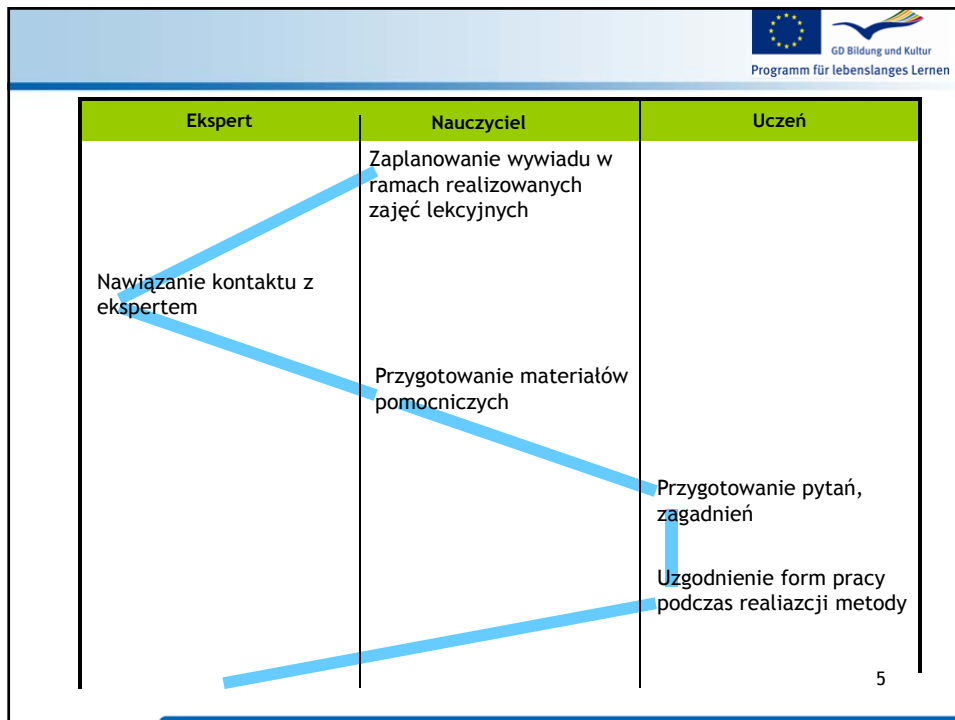 GD Bildung und Kultur
Programm für lebenslanges Lernen
Ekspert
Nauczyciel
Uczeń
Zaplanowanie wywiadu w
ramach realizowanych
zajęć lekcyjnych
Nawiązanie kontaktu z
ekspertem
Przygotowanie materiałów
pomocniczych
Przygotowanie pytań,
zagadnień
Uzgodnienie form pracy
podczas realiazcji metody
5